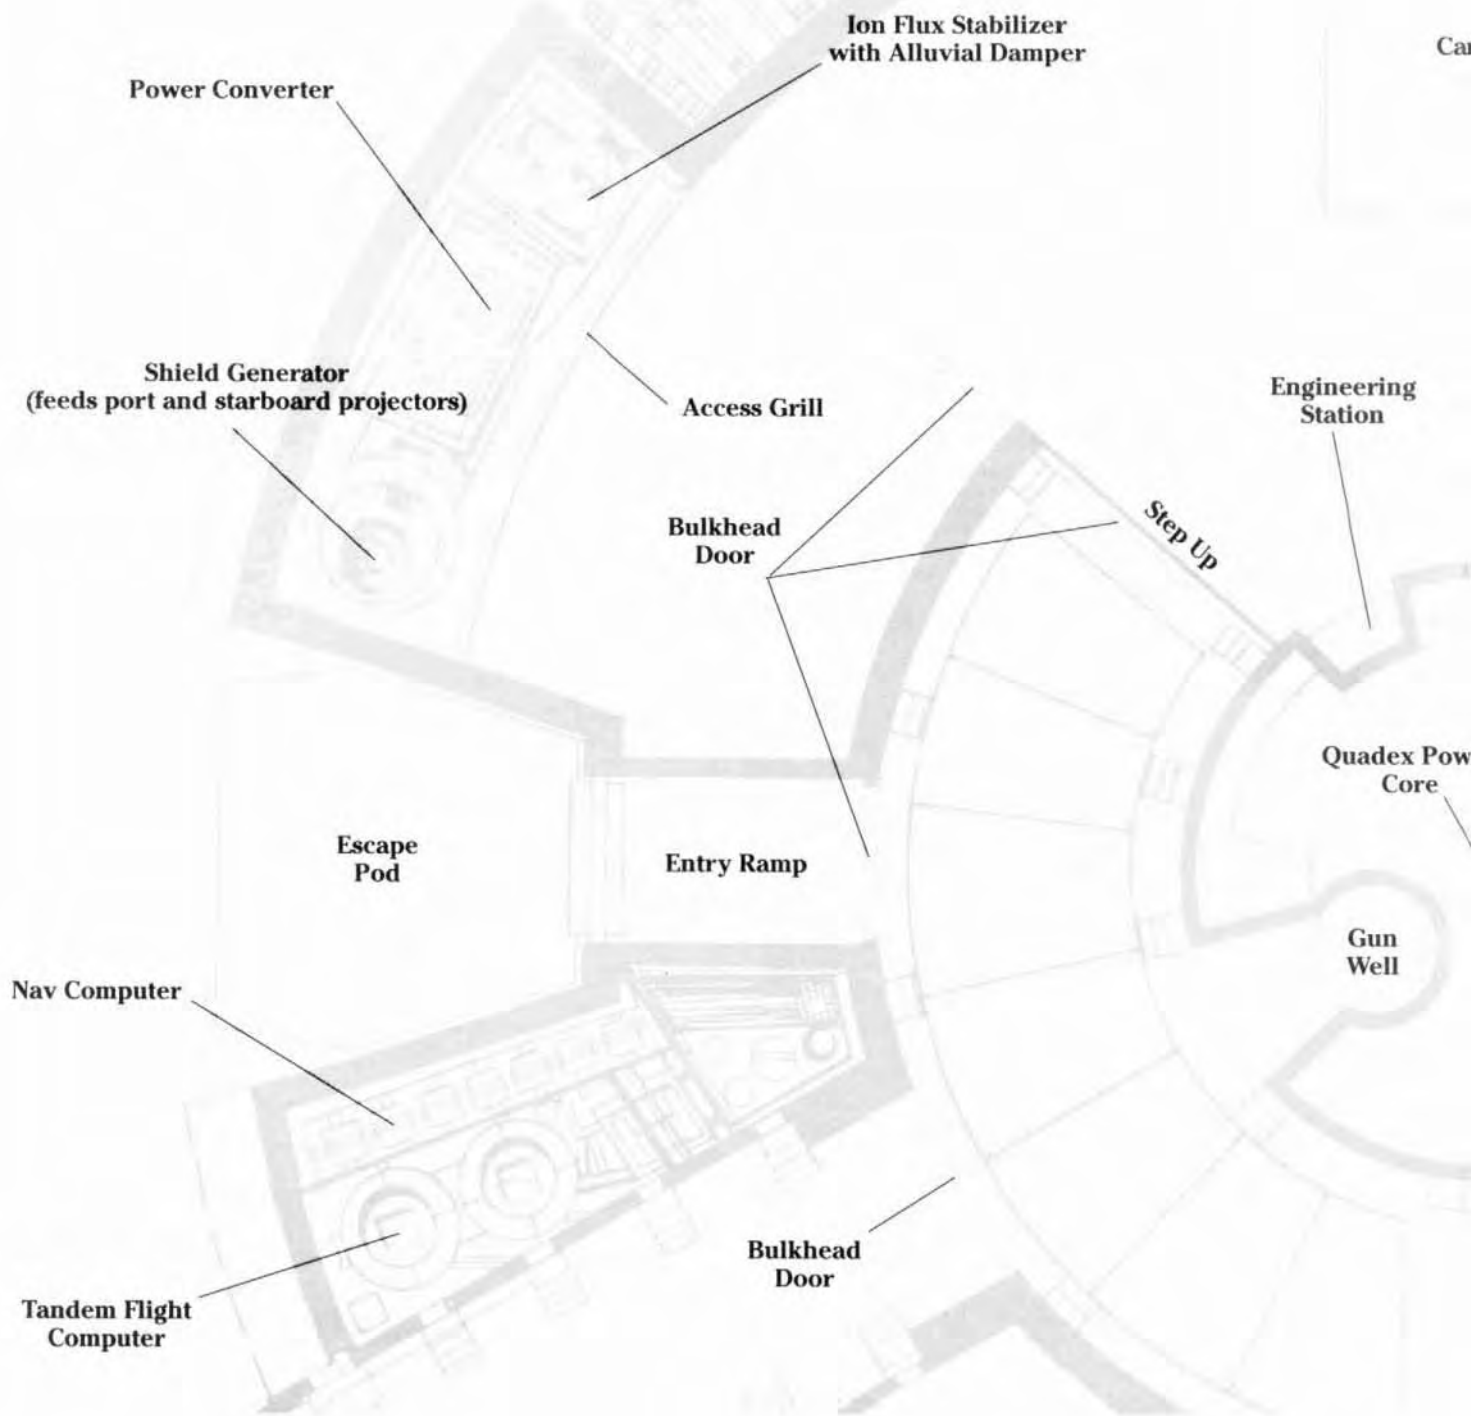 Ion Flux Stabilizer
with Alluvial Damper
Car
Power Converter
Shield Generator
(feeds port and starboard projectors)
Access Grill
Engineering
Station
Bulkhead
Door
Step Up
Quadex Pow
Core
Escape
Pod
Entry Ramp
Gun
Well
Nav Computer
Bulkhead
Door
Tandem Flight
Computer